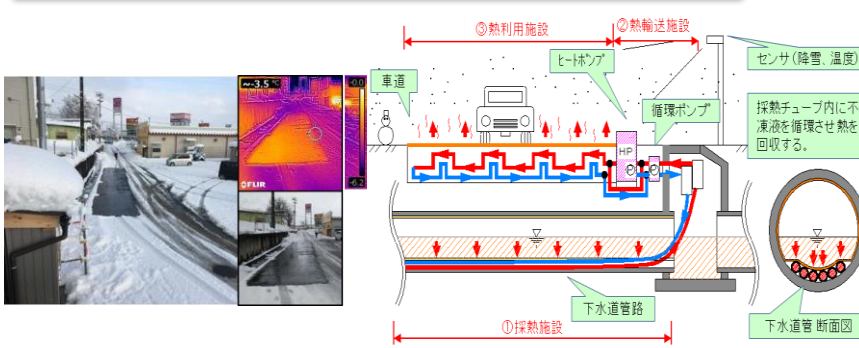 ③熱利用施設
②熱輸送施設
ヒートポンプ
センサ(降雪、温度)
車道
循環ポンプ
採熱チューブ内に不
凍液を循環させ熱を
回収する。
-3.5 ℃
-0.0
HP
P
P
◇FLIR
-6.2
下水道管路
下水道管 断面図
①採熱施設